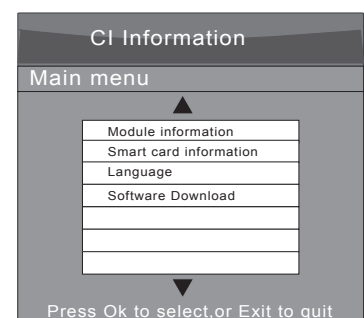 CI Information
Main menu
Module information
Smart card information
Language
Software Download
Press Ok to select,or Exit to quit